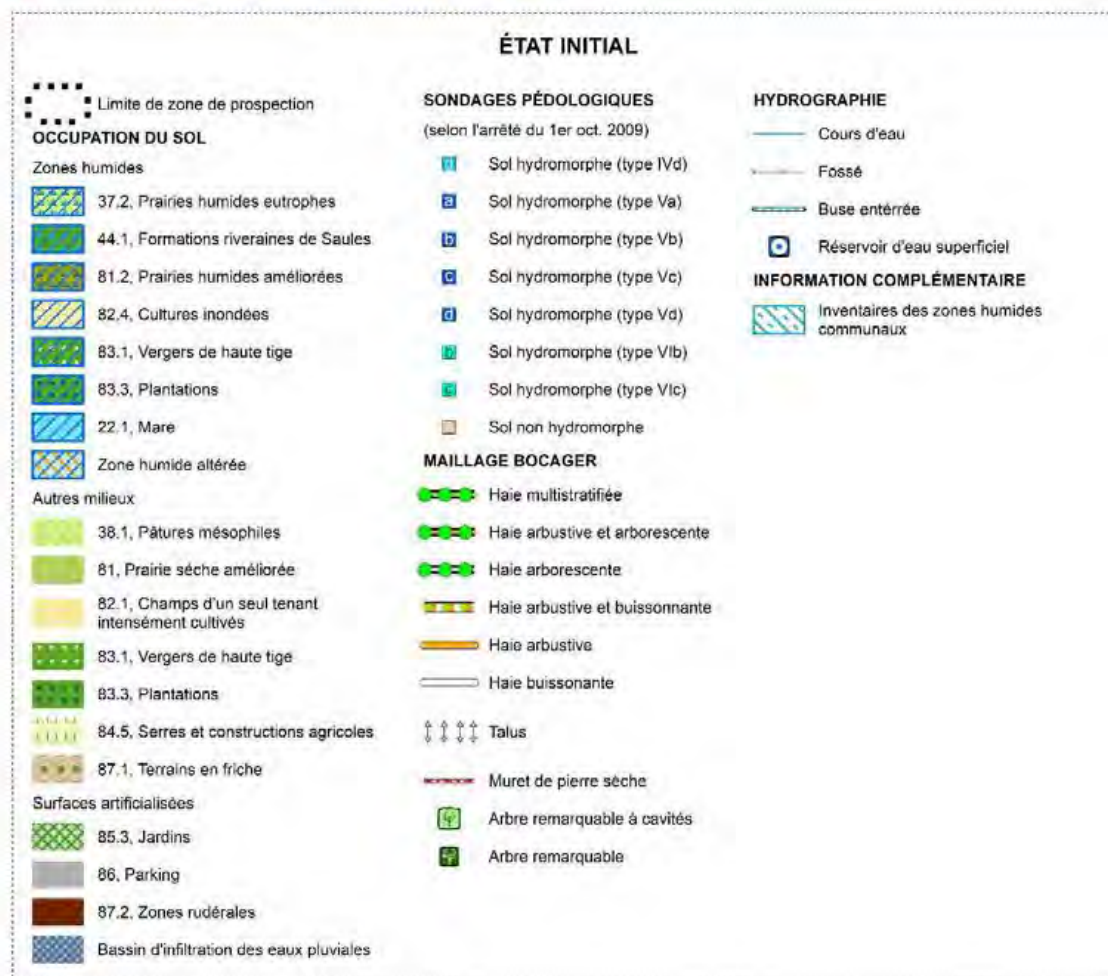 ÉTAT INITIAL
Limite de zone de prospection
OCCUPATION DU SOL
Zones humides
37.2, Prairies humides eutrophes
44.1, Formations riveraines de Saules
81.2, Prairies humides améliorées
82.4, Cultures inondées
83.1, Vergers de haute tige
83.3, Plantations
22.1, Mare
Zone humide altérée
Autres milieux
38.1, Pâtures mésophiles
81, Prairie sèche améliorée
82.1, Champs d'un seul tenant
intensément cultivés
83.1, Vergers de haute tige
83.3, Plantations
84.5, Serres et constructions agricoles
87.1, Terrains en friche
Surfaces artificialisées
85.3, Jardins
86, Parking
87.2, Zones rudérales
Bassin d'infiltration des eaux pluviales
SONDAGES PÉDOLOGIQUES
(selon l'arrêté du 1er oct. 2009)
d Sol hydromorphe (type IVd)
a Sol hydromorphe (type Va)
b Sol hydromorphe (type Vb)
c Sol hydromorphe (type Vc)
d Sol hydromorphe (type Vd)
b Sol hydromorphe (type VIb)
c Sol hydromorphe (type VIc)
Sol non hydromorphe
MAILLAGE BOCAGER
Haie multistratifiée
Haie arbustive et arborescente
Haie arborescente
Haie arbustive et buissonnante
Haie arbustive
Haie buissonante
Talus
Muret de pierre sèche
Arbre remarquable à cavités
Arbre remarquable
HYDROGRAPHIE
Cours d'eau
Fossé
Buse entérrée
Réservoir d'eau superficiel
INFORMATION COMPLÉMENTAIRE
Inventaires des zones humides
communaux